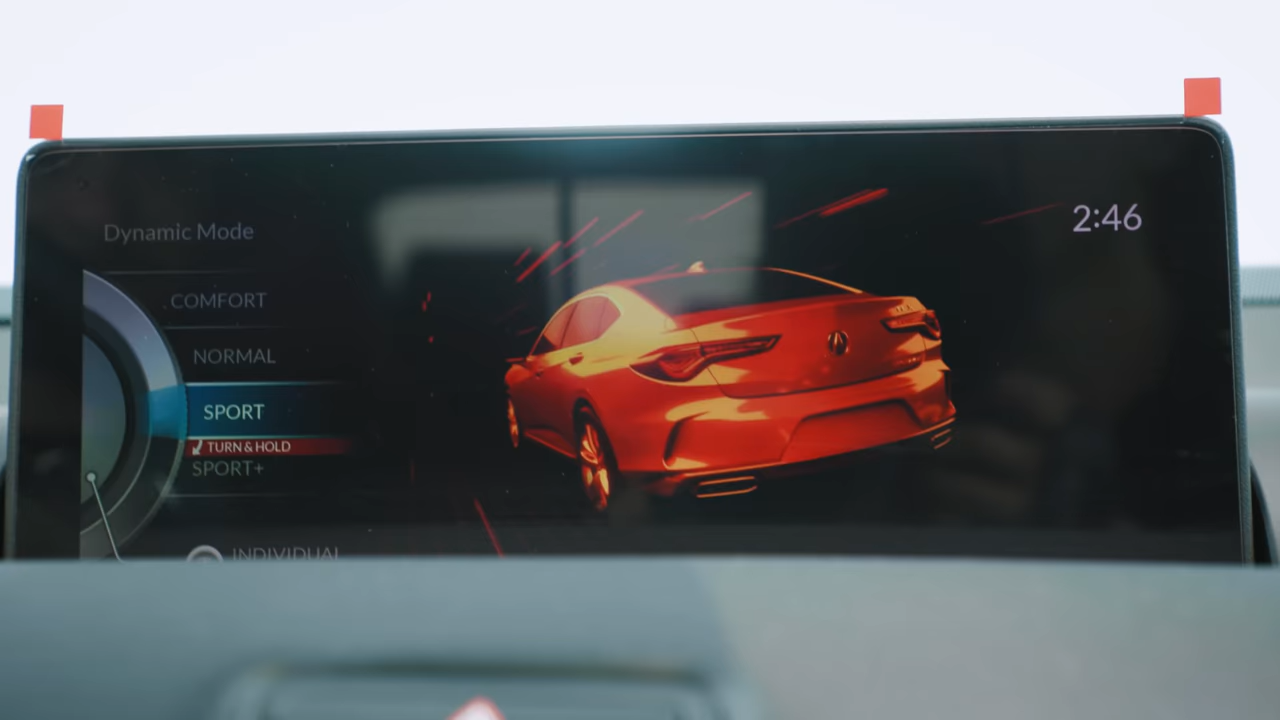 Dynamic Mode
2:46
COMFORT
NORMAL
SPORT
TURN & HOLD
SPORT+
INDIVIDUAL